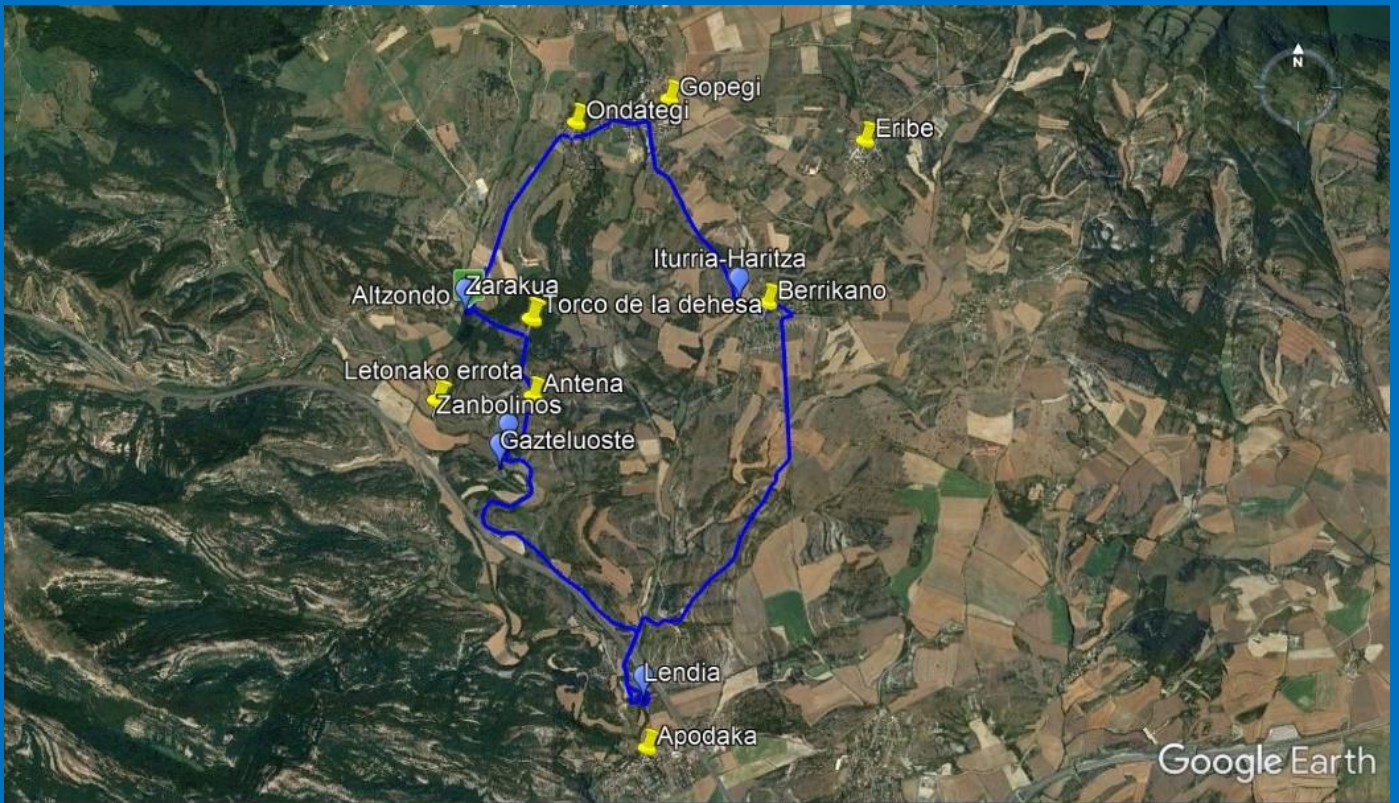 N
Gopegi
Ondategi
Eribe
Iturria-Haritza
Zarakua
Altzondo
Berrikano
Torco de la dehesa
Letonako errota
Antena
Zanbolinos
Gazteluoste
Lendia
Apodaka
Google Earth